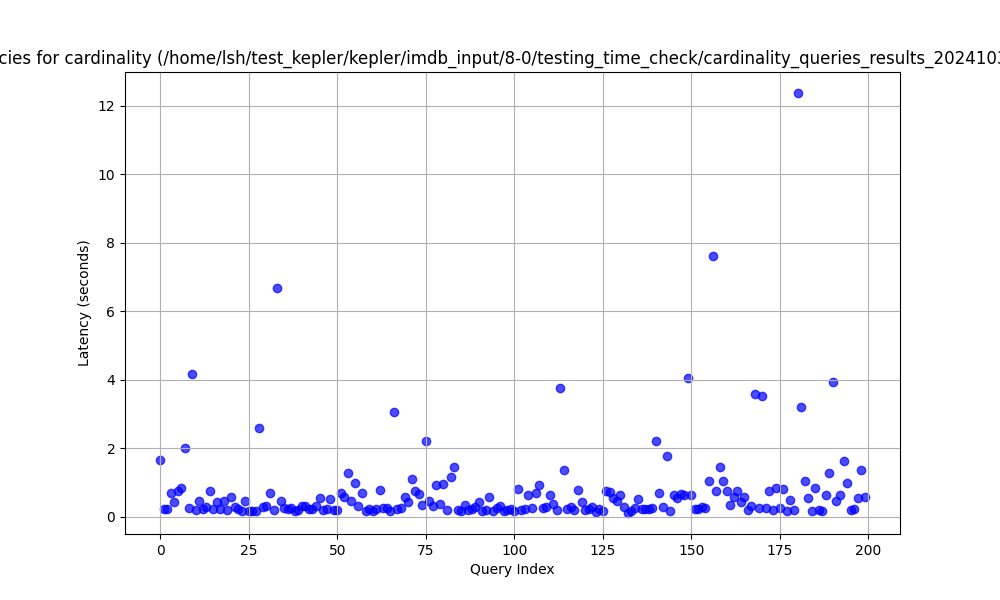 cies for cardinality (/home/lsh/test_kepler/kepler/imdb_input/8-0/testing_time_check/cardinality_queries_results_2024103
12
10
8
6
4
2
0
Latency (seconds)
0 25 50 75 100 125 150 175 200
Query Index